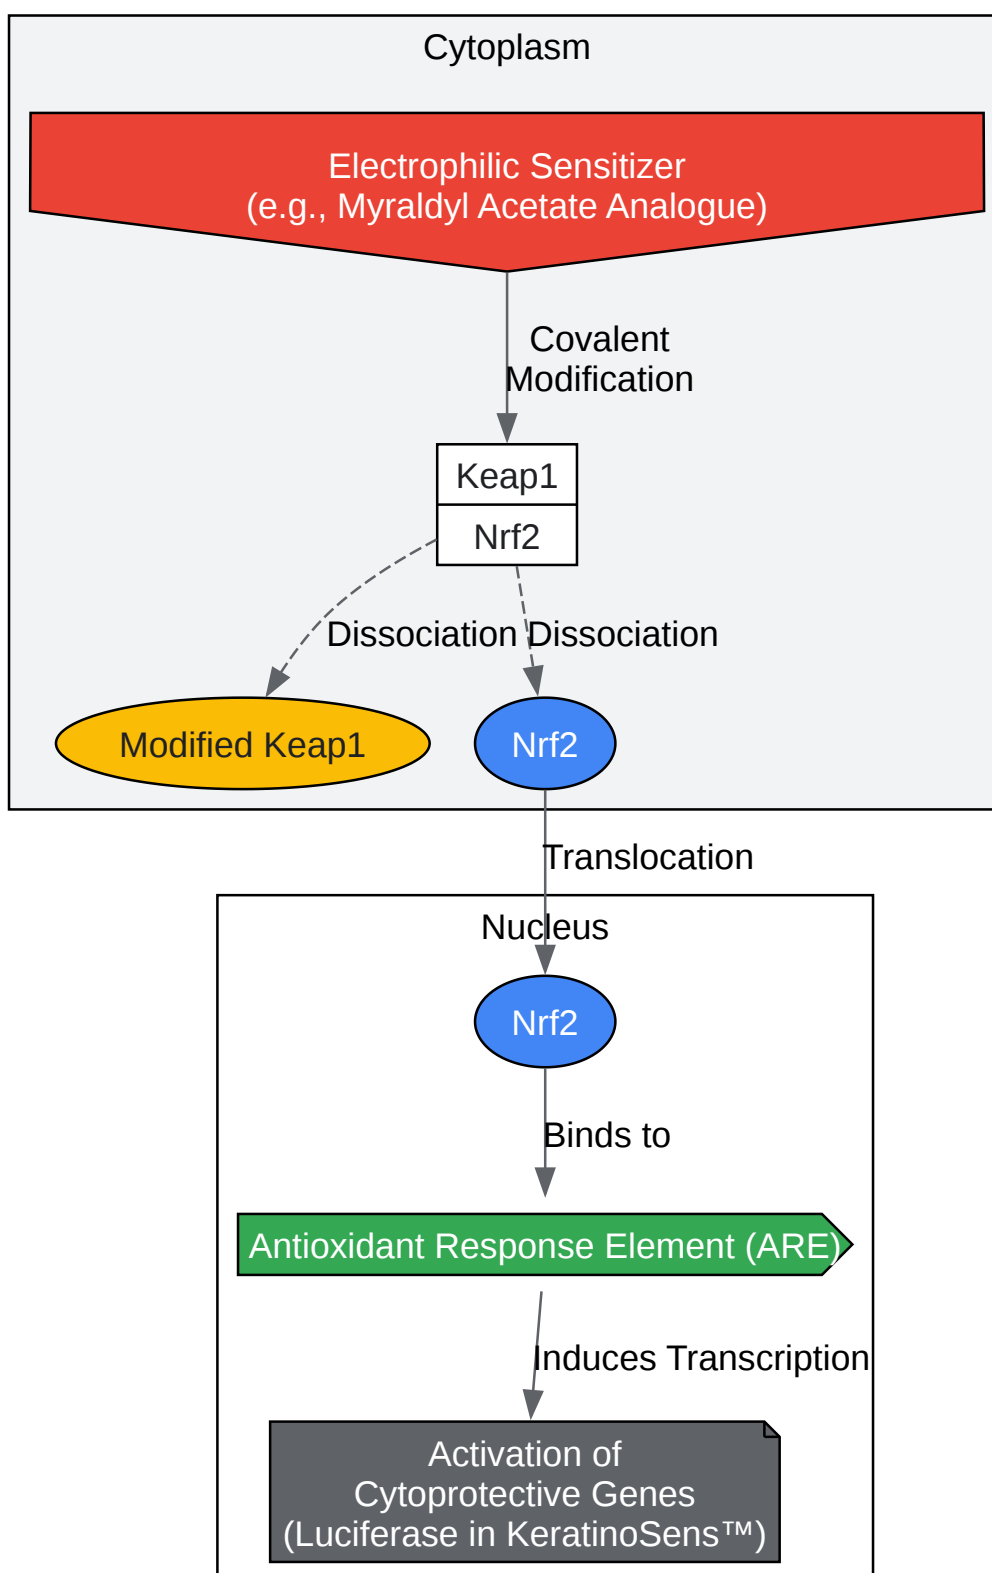 Cytoplasm
Electrophilic Sensitizer
(e.g., Myraldyl Acetate Analogue)
Covalent
Modification
Keap1
Nrf2
Dissociation
Dissociation
Modified Keap1
Nrf2
Translocation
Nucleus
Nrf2
Binds to
Antioxidant Response Element (ARE)
Induces Transcription
Activation of
Cytoprotective Genes
(Luciferase in KeratinoSens™)